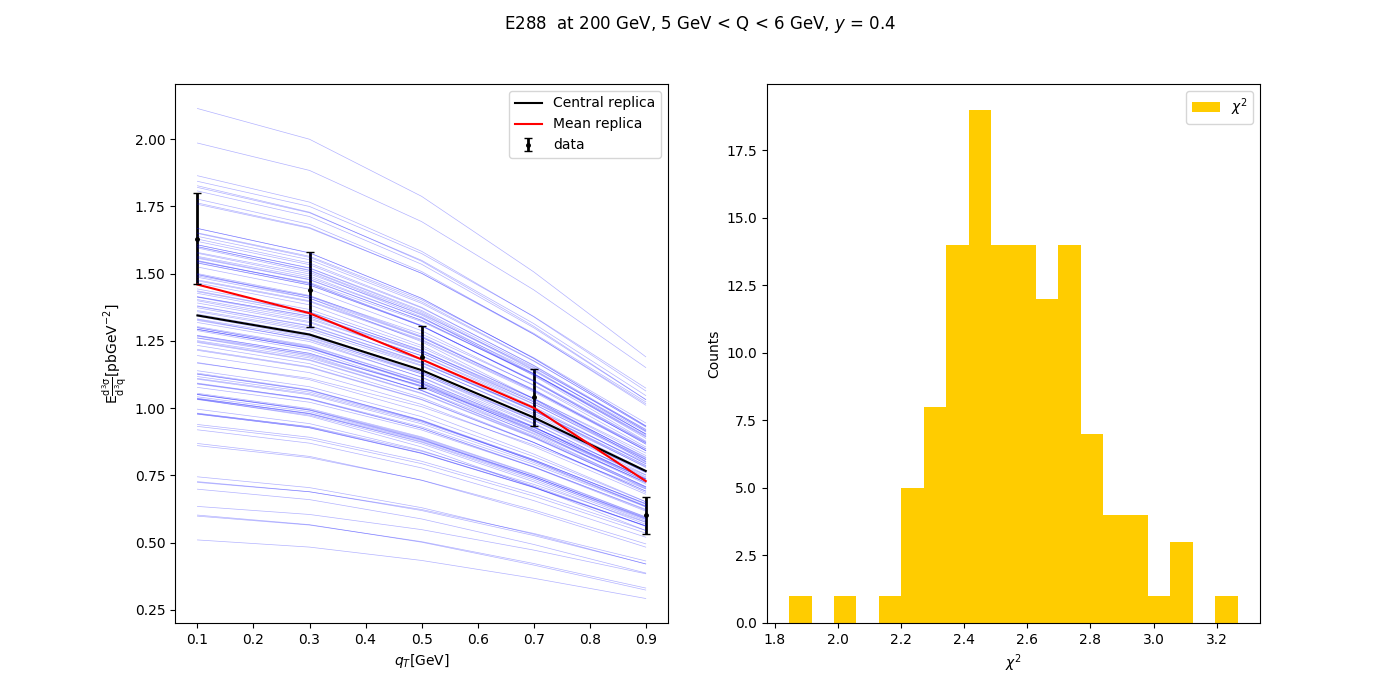 E288 at 200 GeV, 5 GeV < Q < 6 GeV, y = 0.4
Central replica
Mean replica
data
2.00
1.75
1.50
1.25
1.00
0.75
0.50
0.25
E d³σ/d³q [pbGeV⁻²]
0.1 0.2 0.3 0.4 0.5 0.6 0.7 0.8 0.9
q_T[GeV]
χ²
17.5
15.0
12.5
10.0
7.5
5.0
2.5
0.0
Counts
1.8 2.0 2.2 2.4 2.6 2.8 3.0 3.2
χ²